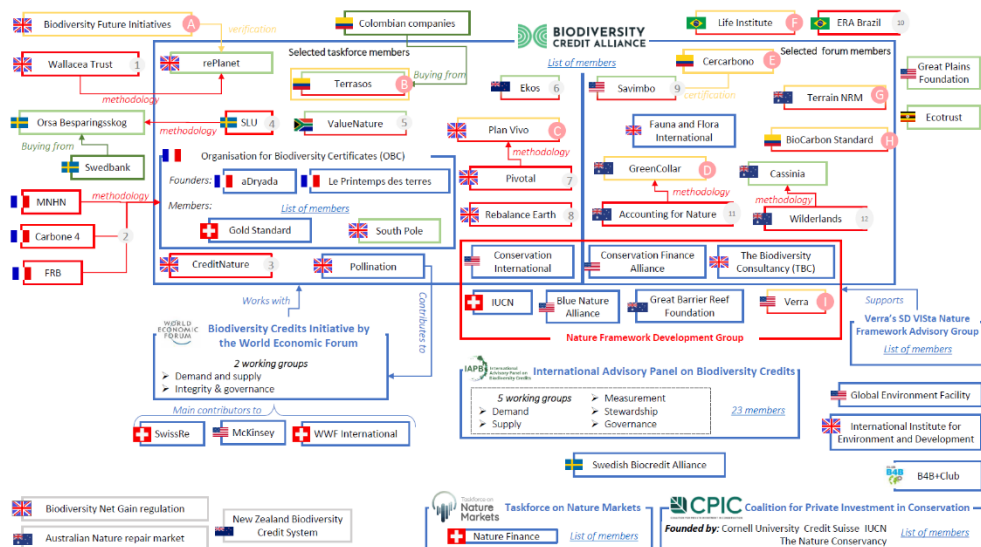 Biodiversity Future Initiatives A
Colombian companies
BIODIVERSITY
CREDIT ALLIANCE
Life Institute F
ERA Brazil 10
verification
Selected taskforce members
List of members
Selected forum members
Wallacea Trust 1
rePlanet
Cercarbono E
Great Plains
Foundation
methodology
Terrasos B
Buying from
Ekos 6
Savimbo 9
certification
Terrain NRM G
Orsa Besparingsskog
methodology
SLU 4
ValueNature 5
Plan Vivo C
Fauna and Flora
International
BioCarbon Standard H
Ecotrust
Buying from
Swedbank
Organisation for Biodiversity Certificates (OBC)
methodology
GreenCollar D
Cassinia
Founders:
aDryada
Le Printemps des terres
Pivotal 7
methodology
methodology
MNHN
methodology
Members:
List of members
Rebalance Earth 8
Accounting for Nature 11
Wilderlands 12
Carbone 4
2
Gold Standard
South Pole
FRB
CreditNature 3
Pollination
Conservation
International
Conservation Finance
Alliance
The Biodiversity
Consultancy (TBC)
Works with
Contributes to
IUCN
Blue Nature
Alliance
Great Barrier Reef
Foundation
Verra I
Supports
Nature Framework Development Group
Verra's SD VISta Nature
Framework Advisory Group
List of members
WORLD
ECONOMIC
FORUM
Biodiversity Credits Initiative by
the World Economic Forum
2 working groups
➢ Demand and supply
➢ Integrity & governance
IAPB International
Advisory Panel on
Biodiversity Credits
International Advisory Panel on Biodiversity Credits
5 working groups
➢ Demand
➢ Supply
➢ Measurement
➢ Stewardship
➢ Governance
23 members
Global Environment Facility
Main contributors to
SwissRe
McKinsey
WWF International
International Institute for
Environment and Development
Swedish Biocredit Alliance
B4B
B4B+Club
Biodiversity Net Gain regulation
New Zealand Biodiversity
Credit System
Australian Nature repair market
Taskforce on
Nature
Markets
Taskforce on Nature Markets
Nature Finance
List of members
CPIC
Coalition for Private Investment in Conservation
Founded by: Cornell University Credit Suisse IUCN
The Nature Conservancy
List of members